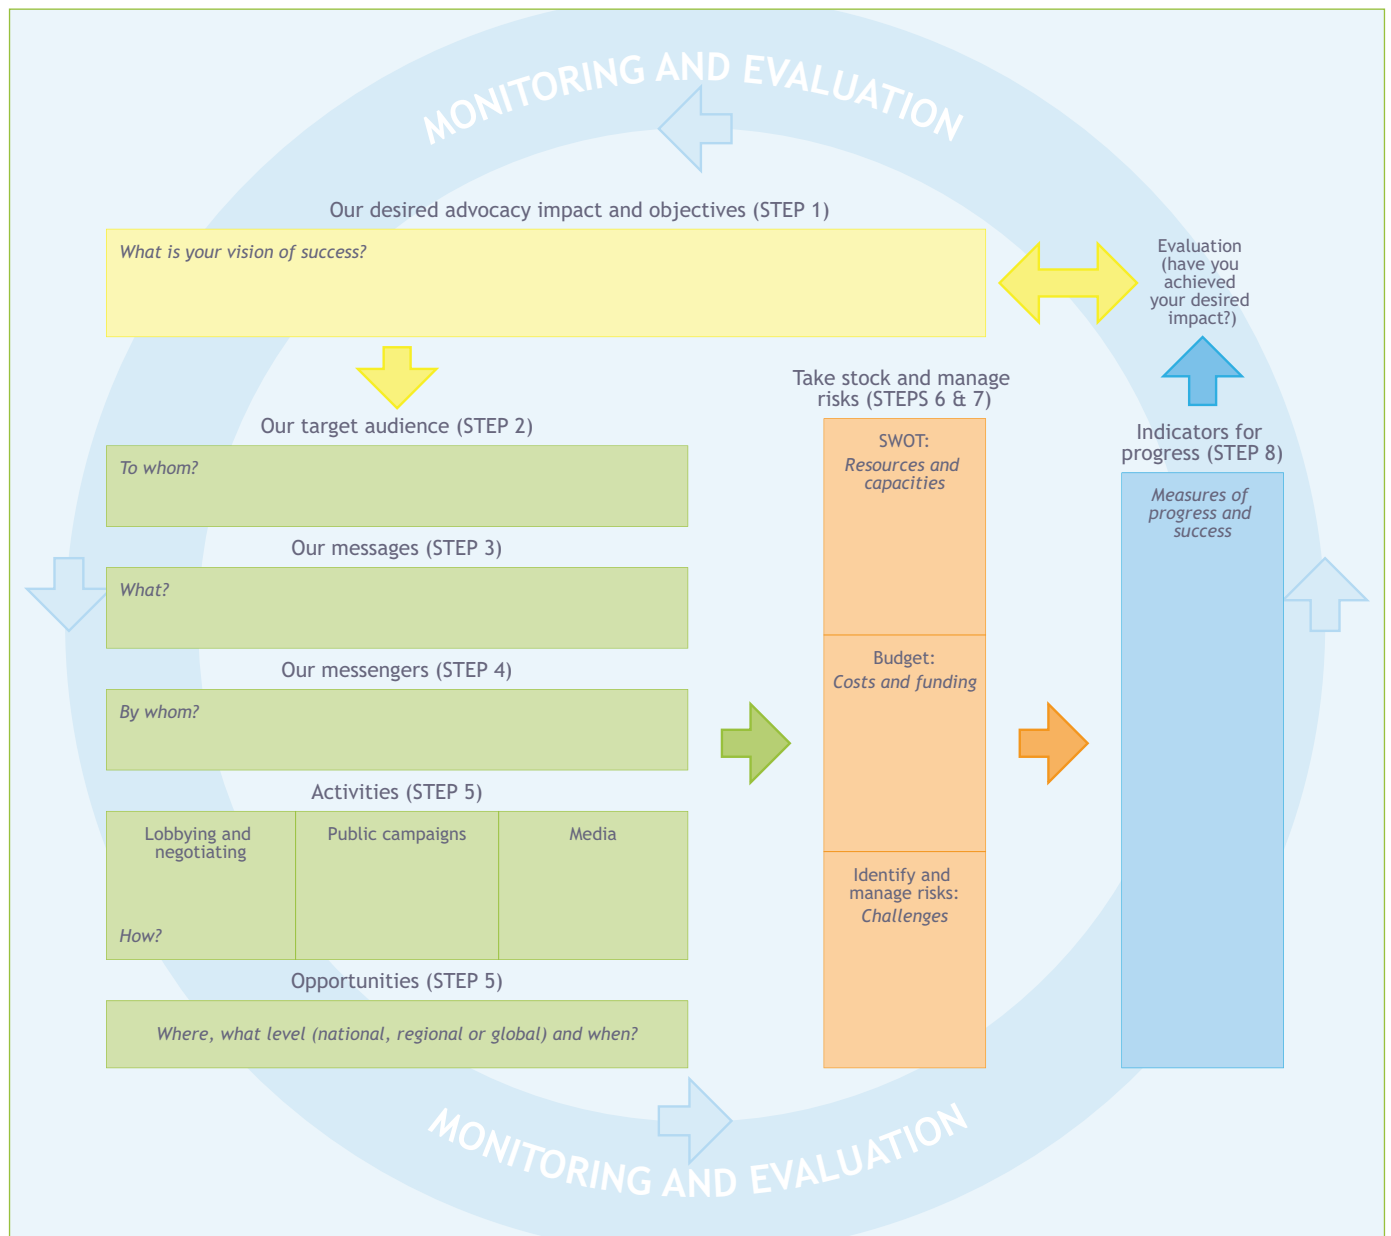 MONITORING AND EVALUATION
Our desired advocacy impact and objectives (STEP 1)
What is your vision of success?
Evaluation
(have you
achieved
your desired
impact?)
Our target audience (STEP 2)
To whom?
Our messages (STEP 3)
What?
Our messengers (STEP 4)
By whom?
Activities (STEP 5)
Lobbying and
negotiating
How?
Public campaigns
Media
Opportunities (STEP 5)
Where, what level (national, regional or global) and when?
Take stock and manage
risks (STEPS 6 & 7)
SWOT:
Resources and
capacities
Budget:
Costs and funding
Identify and
manage risks:
Challenges
Indicators for
progress (STEP 8)
Measures of
progress and
success
MONITORING AND EVALUATION